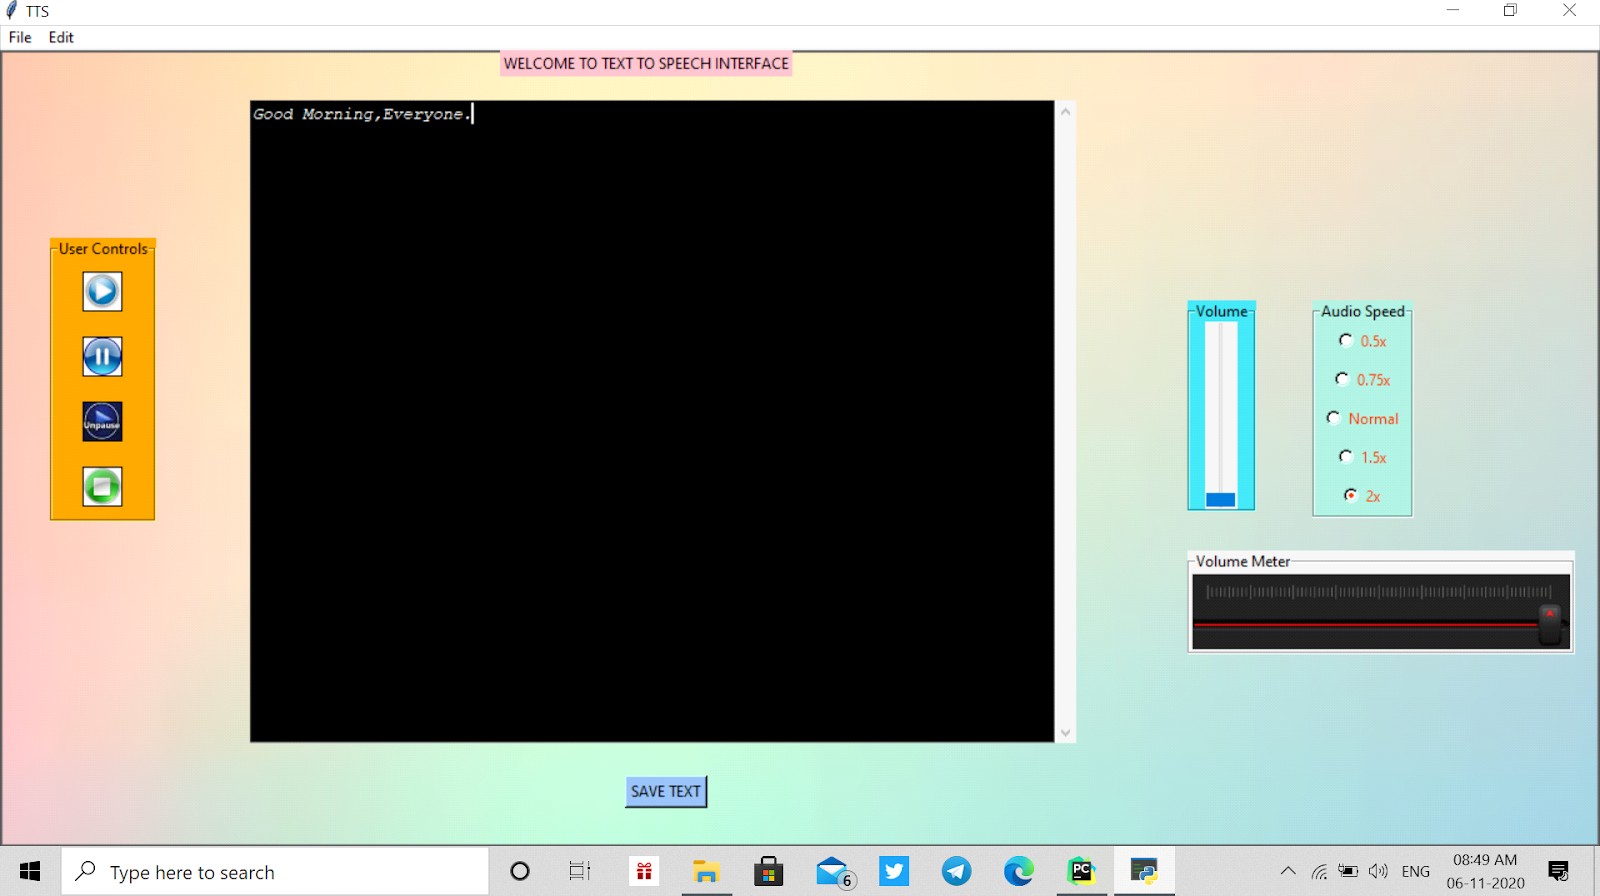 TTS
File Edit
WELCOME TO TEXT TO SPEECH INTERFACE
Good Morning,Everyone.
User Controls
Unpause
Volume
Audio Speed
0.5x
0.75x
Normal
1.5x
2x
Volume Meter
SAVE TEXT
Type here to search
6
PC
ENG
08:49 AM
06-11-2020